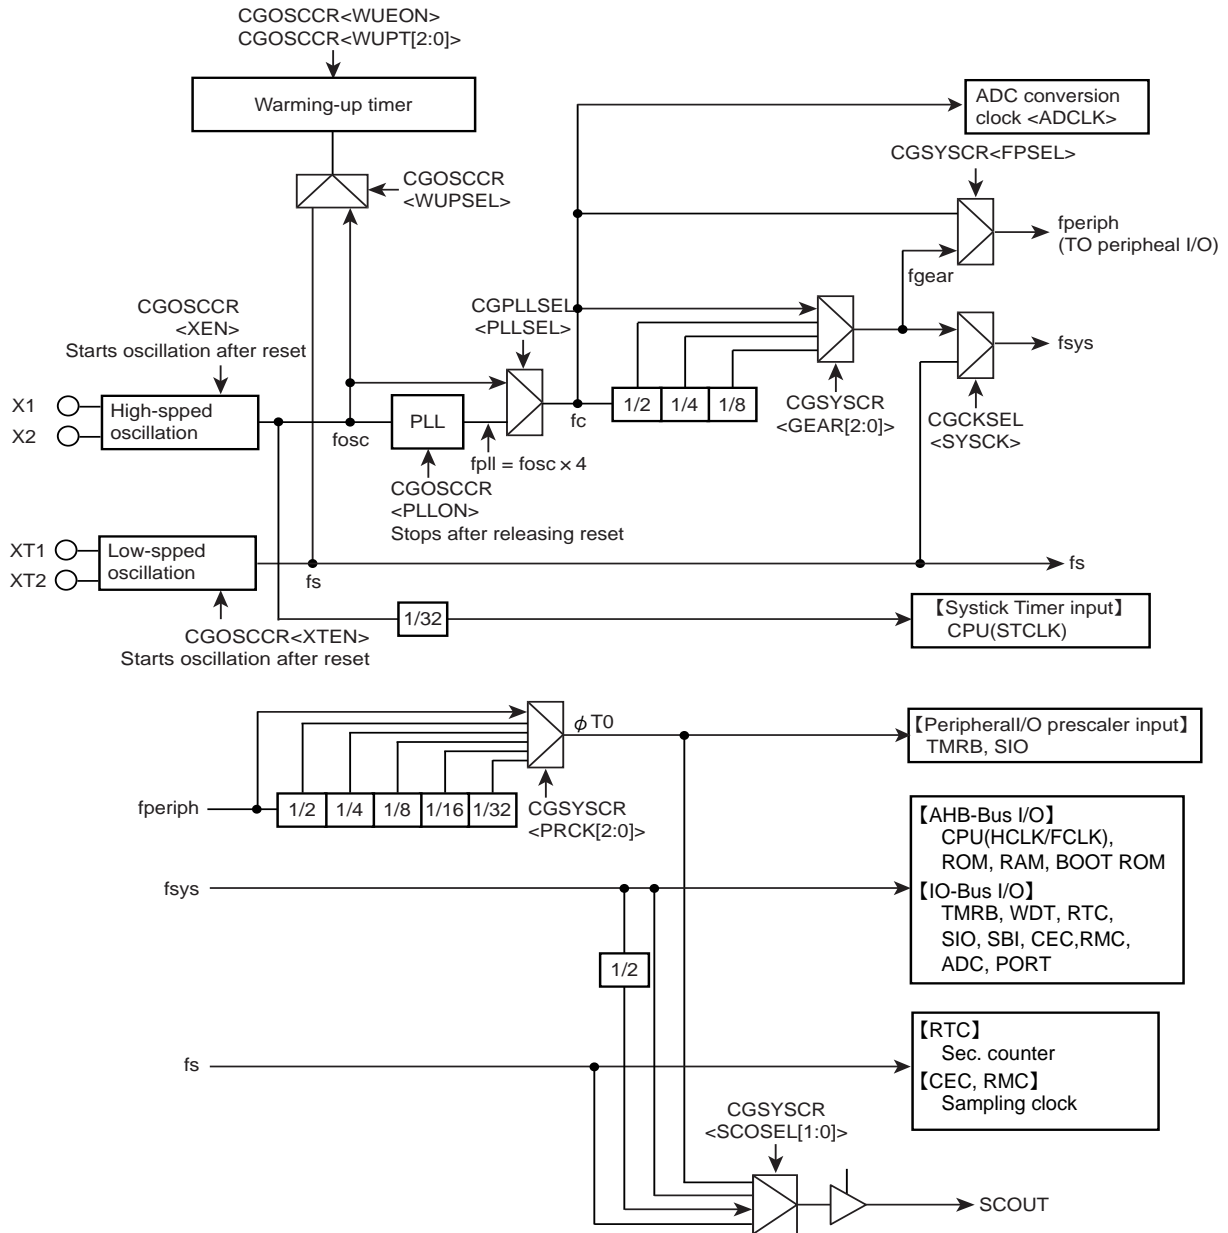 CGOSCCR<WUEON>
CGOSCCR<WUPT[2:0]>
Warming-up timer
ADC conversion
clock <ADCLK>
CGOSCCR
<WUPSEL>
CGSYSCR<FPSEL>
fperiph
(TO peripheal I/O)
fgear
CGOSCCR
<XEN>
Starts oscillation after reset
CGPLLSEL
<PLLSEL>
fsys
X1
X2
High-spped
oscillation
fosc
PLL
fpll = fosc × 4
fc
1/2
1/4
1/8
CGSYSCR
<GEAR[2:0]>
CGCKSEL
<SYSCK>
CGOSCCR
<PLLON>
Stops after releasing reset
XT1
XT2
Low-spped
oscillation
fs
fs
CGOSCCR<XTEN>
Starts oscillation after reset
1/32
【Systick Timer input】
CPU(STCLK)
ϕT0
【PeripheralI/O prescaler input】
TMRB, SIO
fperiph
1/2
1/4
1/8
1/16
1/32
CGSYSCR
<PRCK[2:0]>
【AHB-Bus I/O】
CPU(HCLK/FCLK),
ROM, RAM, BOOT ROM
【IO-Bus I/O】
TMRB, WDT, RTC,
SIO, SBI, CEC,RMC,
ADC, PORT
fsys
1/2
fs
【RTC】
Sec. counter
【CEC, RMC】
Sampling clock
CGSYSCR
<SCOSEL[1:0]>
SCOUT